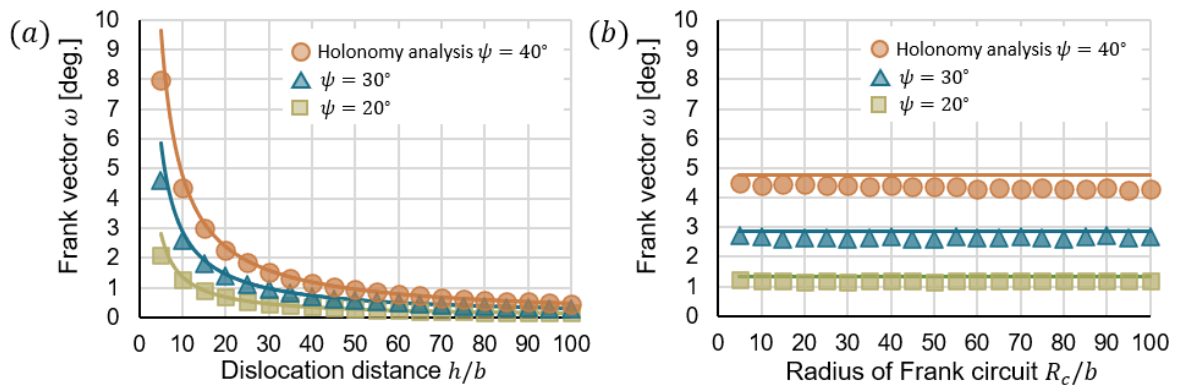 (a)
Frank vector ω [deg.]
10
9
8
7
6
5
4
3
2
1
0
Holonomy analysis ψ = 40°
ψ = 30°
ψ = 20°
0 10 20 30 40 50 60 70 80 90 100
Dislocation distance h/b
(b)
Frank vector ω [deg.]
10
9
8
7
6
5
4
3
2
1
0
Holonomy analysis ψ = 40°
ψ = 30°
ψ = 20°
0 10 20 30 40 50 60 70 80 90 100
Radius of Frank circuit R_c/b